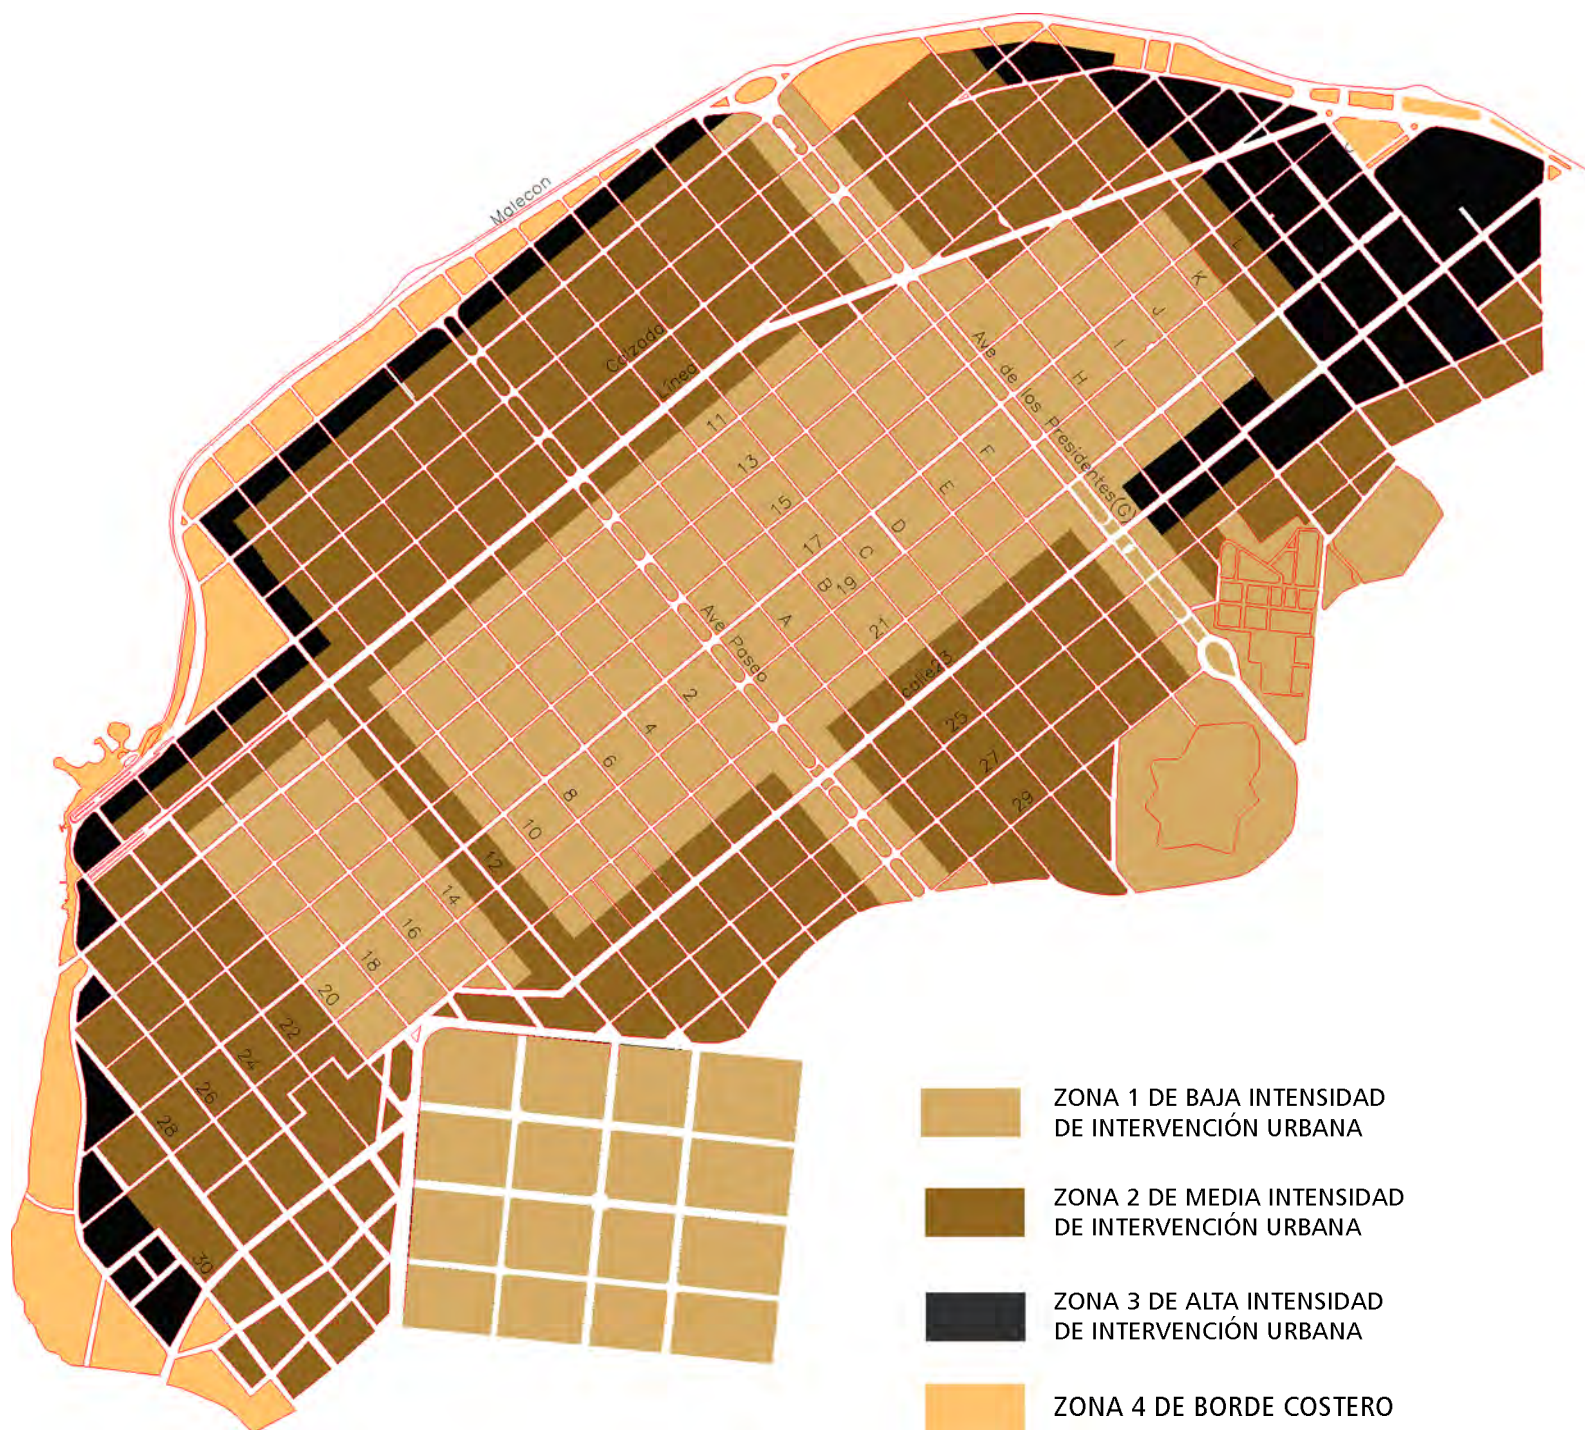 Malecon
Calzada
Línea
11
13
15
17
19
21
calle23
25
27
29
Ave de los Presidentes(G)
L
K
J
I
H
F
E
D
C
B
A
Ave Paseo
2
4
6
8
10
12
14
16
18
20
22
24
26
28
30
ZONA 1 DE BAJA INTENSIDAD
DE INTERVENCIÓN URBANA
ZONA 2 DE MEDIA INTENSIDAD
DE INTERVENCIÓN URBANA
ZONA 3 DE ALTA INTENSIDAD
DE INTERVENCIÓN URBANA
ZONA 4 DE BORDE COSTERO